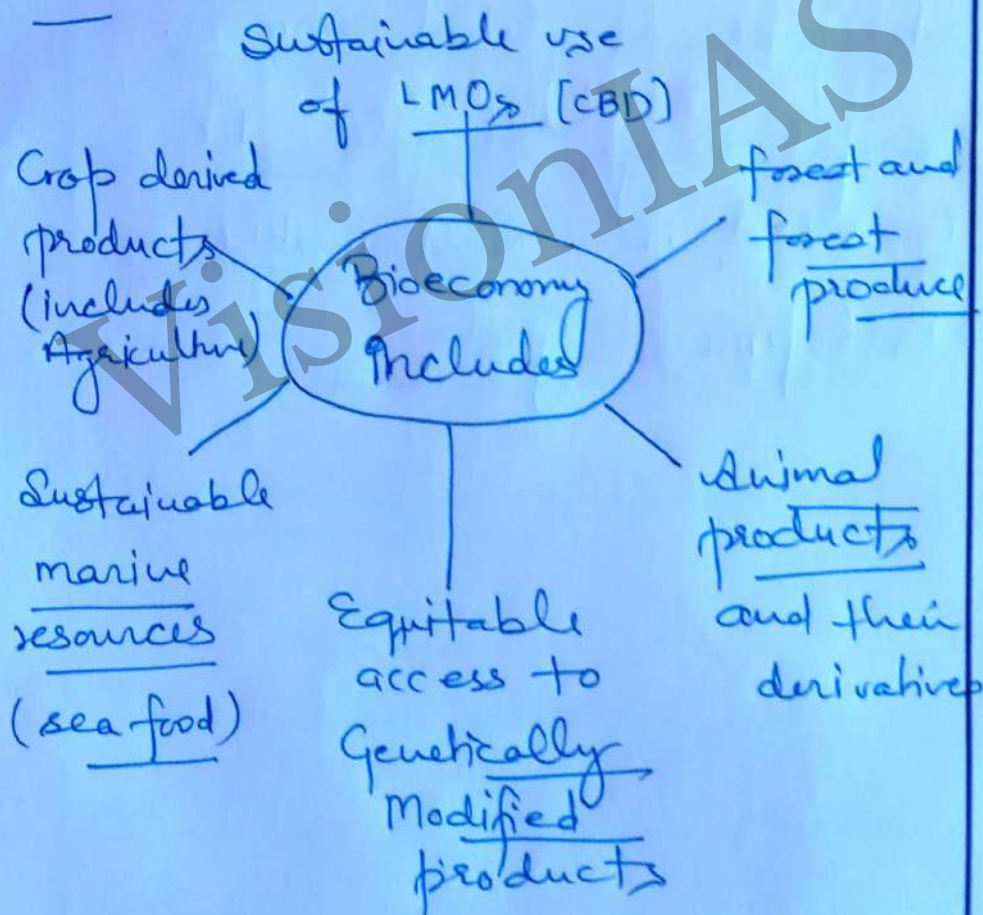 Sustainable use
of LMOs [CBD]
Crop derived
products
(includes
Agriculture)
forest and
forest
produce
Bioeconomy
includes
Sustainable
marine
resources
(sea food)
Equitable
access to
Genetically
Modified
products
Animal
products
and their
derivatives
VisionIAS